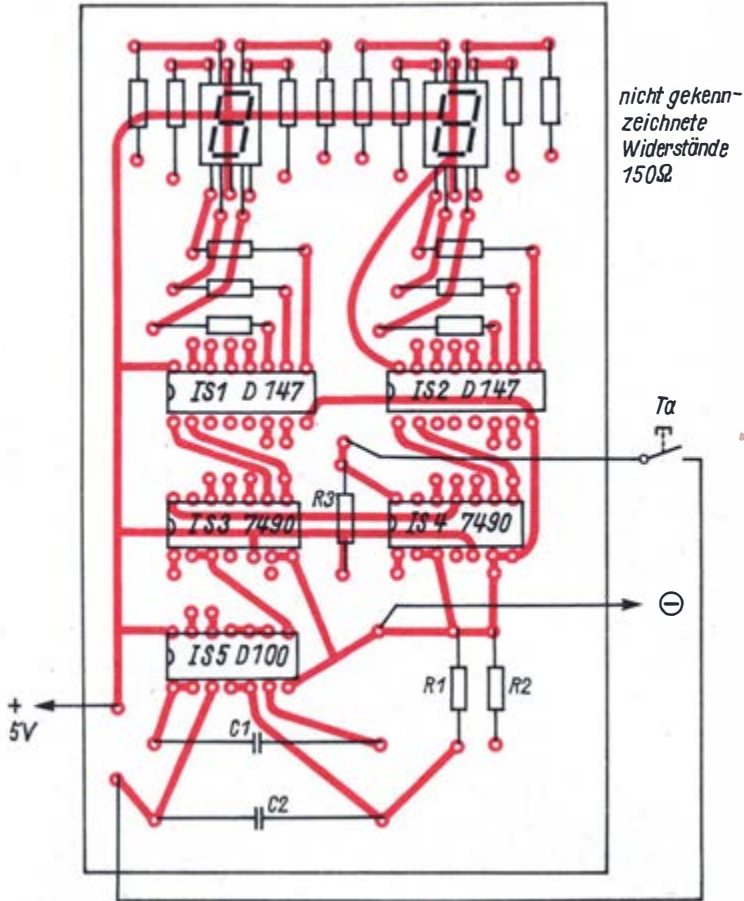 nicht gekenn-
zeichnete
Widerstände
150Ω
IS1 D147
IS2 D147
Ta
R3
IS3 7490
IS4 7490
⊖
IS5 D100
R1
R2
+
5V
C1
C2